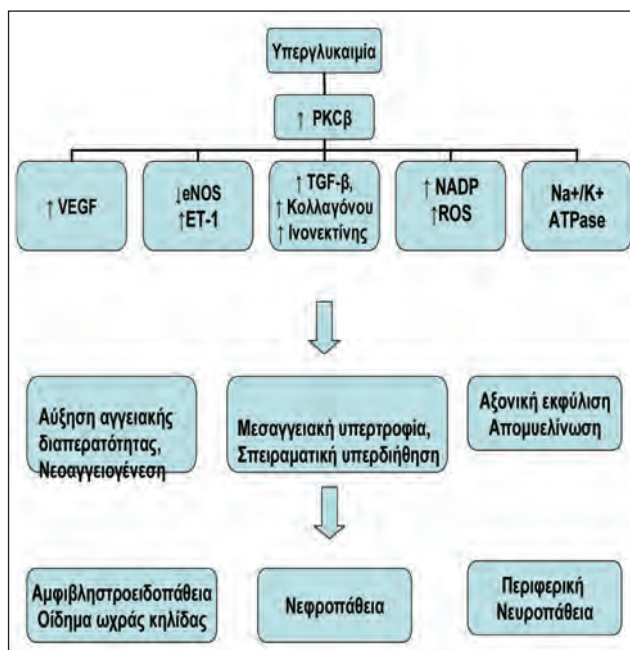 Υπεργλυκαιμία
↑ PKCβ
↑ VEGF
↓eNOS
↑ET-1
↑ TGF-β,
↑ Κολλαγόνου
↑ Ινονεκτίνης
↑ NADP
↑ROS
Na+/K+
ATPase
Αύξηση αγγειακής
διαπερατότητας,
Νεοαγγειογένεση
Μεσαγγειακή υπερτροφία,
Σπειραματική υπερδιήθηση
Αξονική εκφύλιση
Απομυελίνωση
Αμφιβληστροειδοπάθεια
Οίδημα ωχράς κηλίδας
Νεφροπάθεια
Περιφερική
Νευροπάθεια